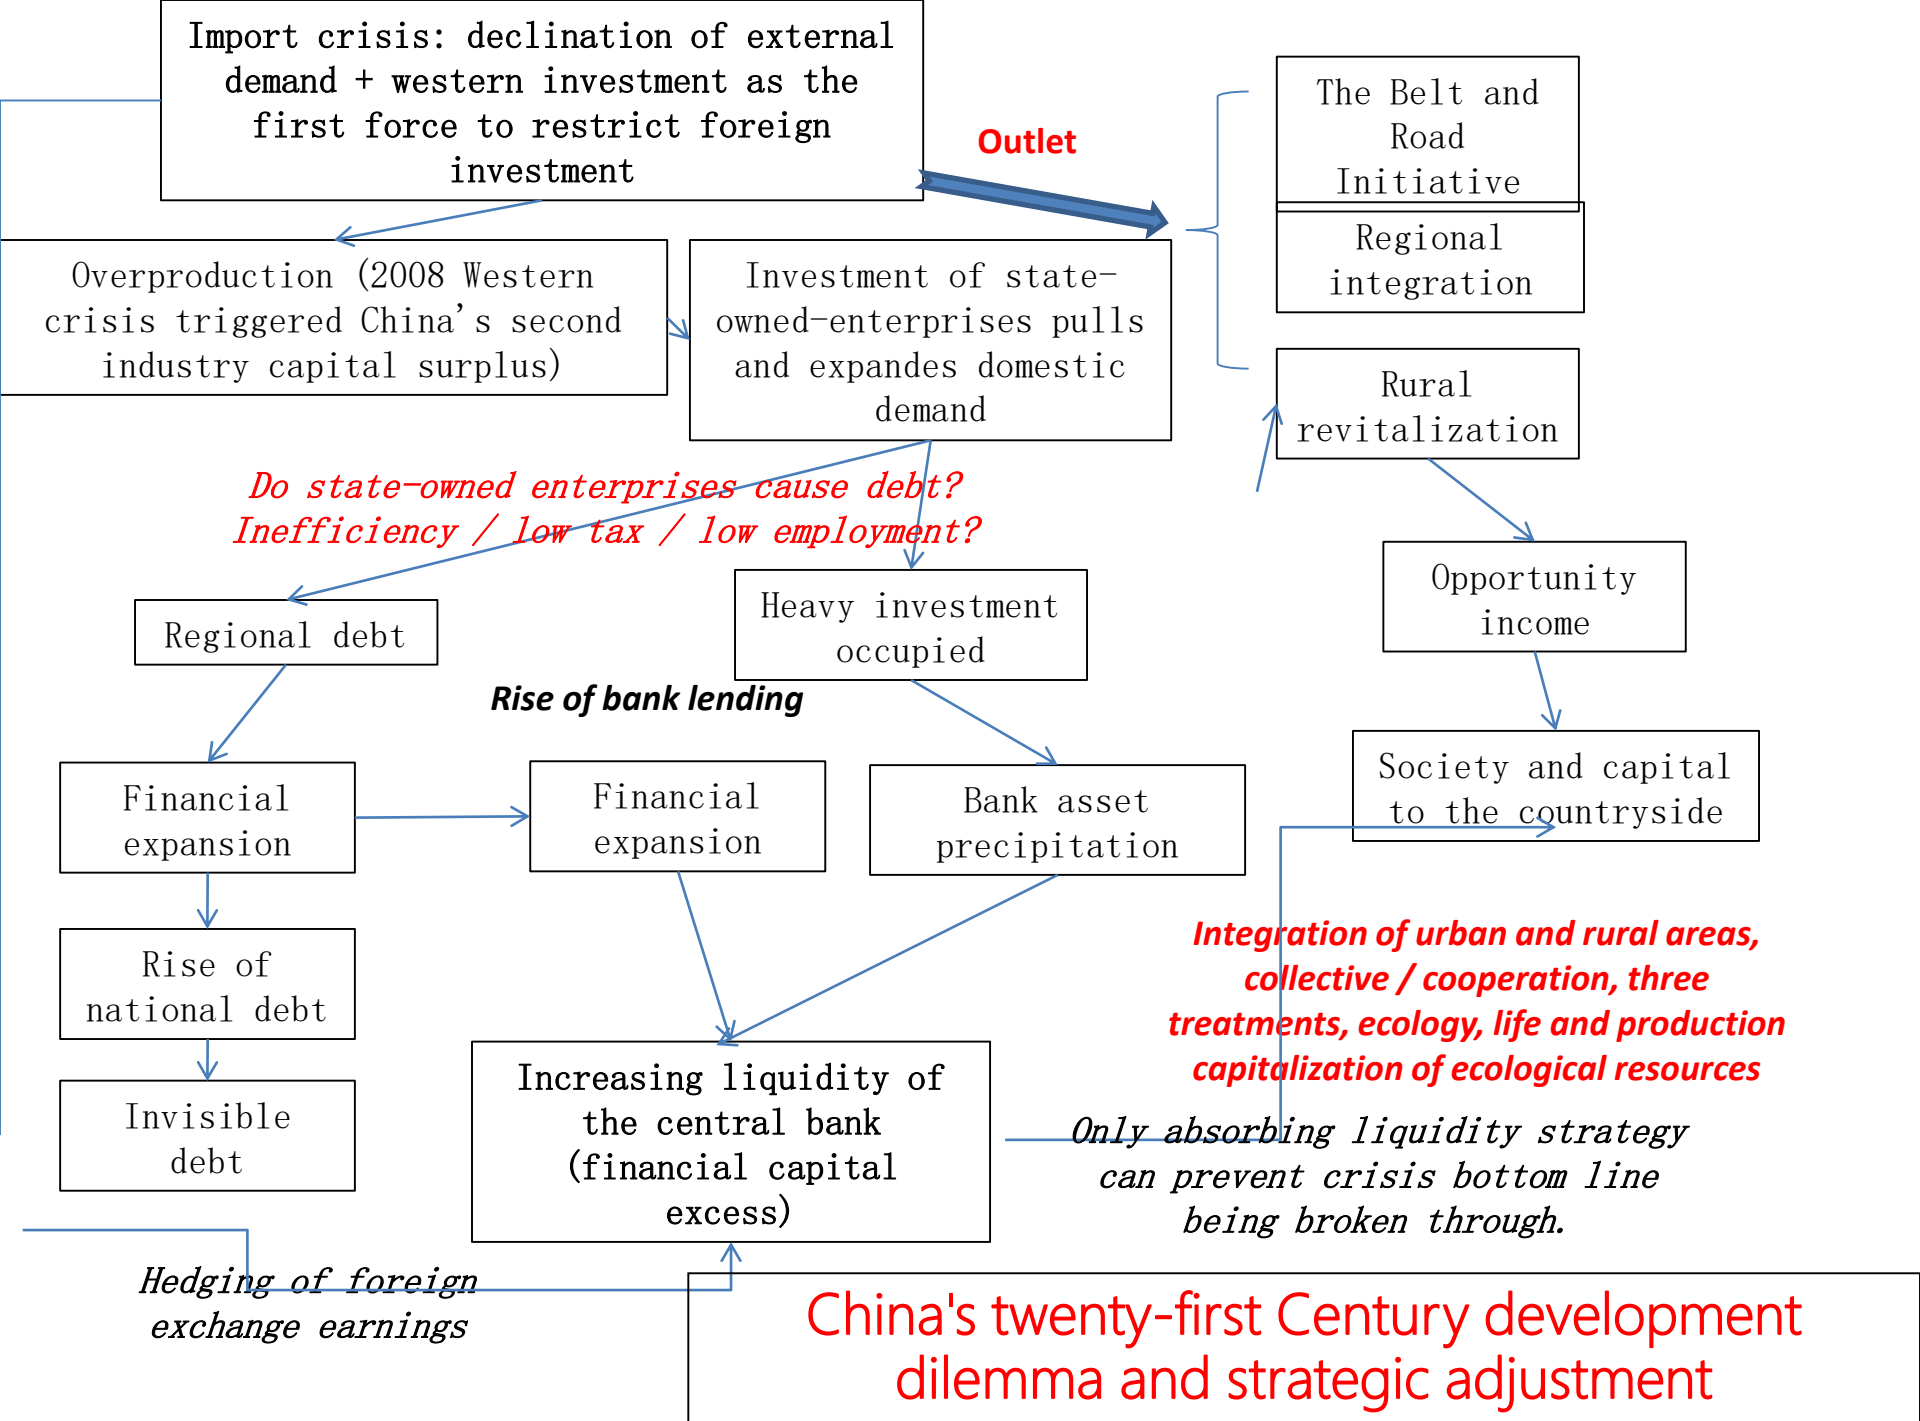 Import crisis: declination of external
demand + western investment as the
first force to restrict foreign
investment
Outlet
The Belt and
Road
Initiative
Regional
integration
Overproduction (2008 Western
crisis triggered China's second
industry capital surplus)
Investment of state-
owned-enterprises pulls
and expandes domestic
demand
Rural
revitalization
Do state-owned enterprises cause debt?
Inefficiency / low tax / low employment?
Opportunity
income
Regional debt
Heavy investment
occupied
Rise of bank lending
Society and capital
to the countryside
Financial
expansion
Financial
expansion
Bank asset
precipitation
Integration of urban and rural areas,
collective / cooperation, three
treatments, ecology, life and production
capitalization of ecological resources
Rise of
national debt
Invisible
debt
Increasing liquidity of
the central bank
(financial capital
excess)
Only absorbing liquidity strategy
can prevent crisis bottom line
being broken through.
Hedging of foreign
exchange earnings
China's twenty-first Century development
dilemma and strategic adjustment